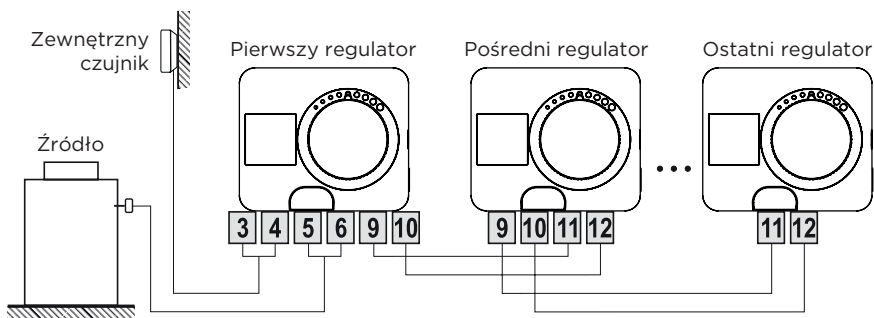 Zewnętrzny
czujnik
Pierwszy regulator
Pośredni regulator
Ostatni regulator
Źródło
3 4 5 6 9 10
9 10 11 12
11 12